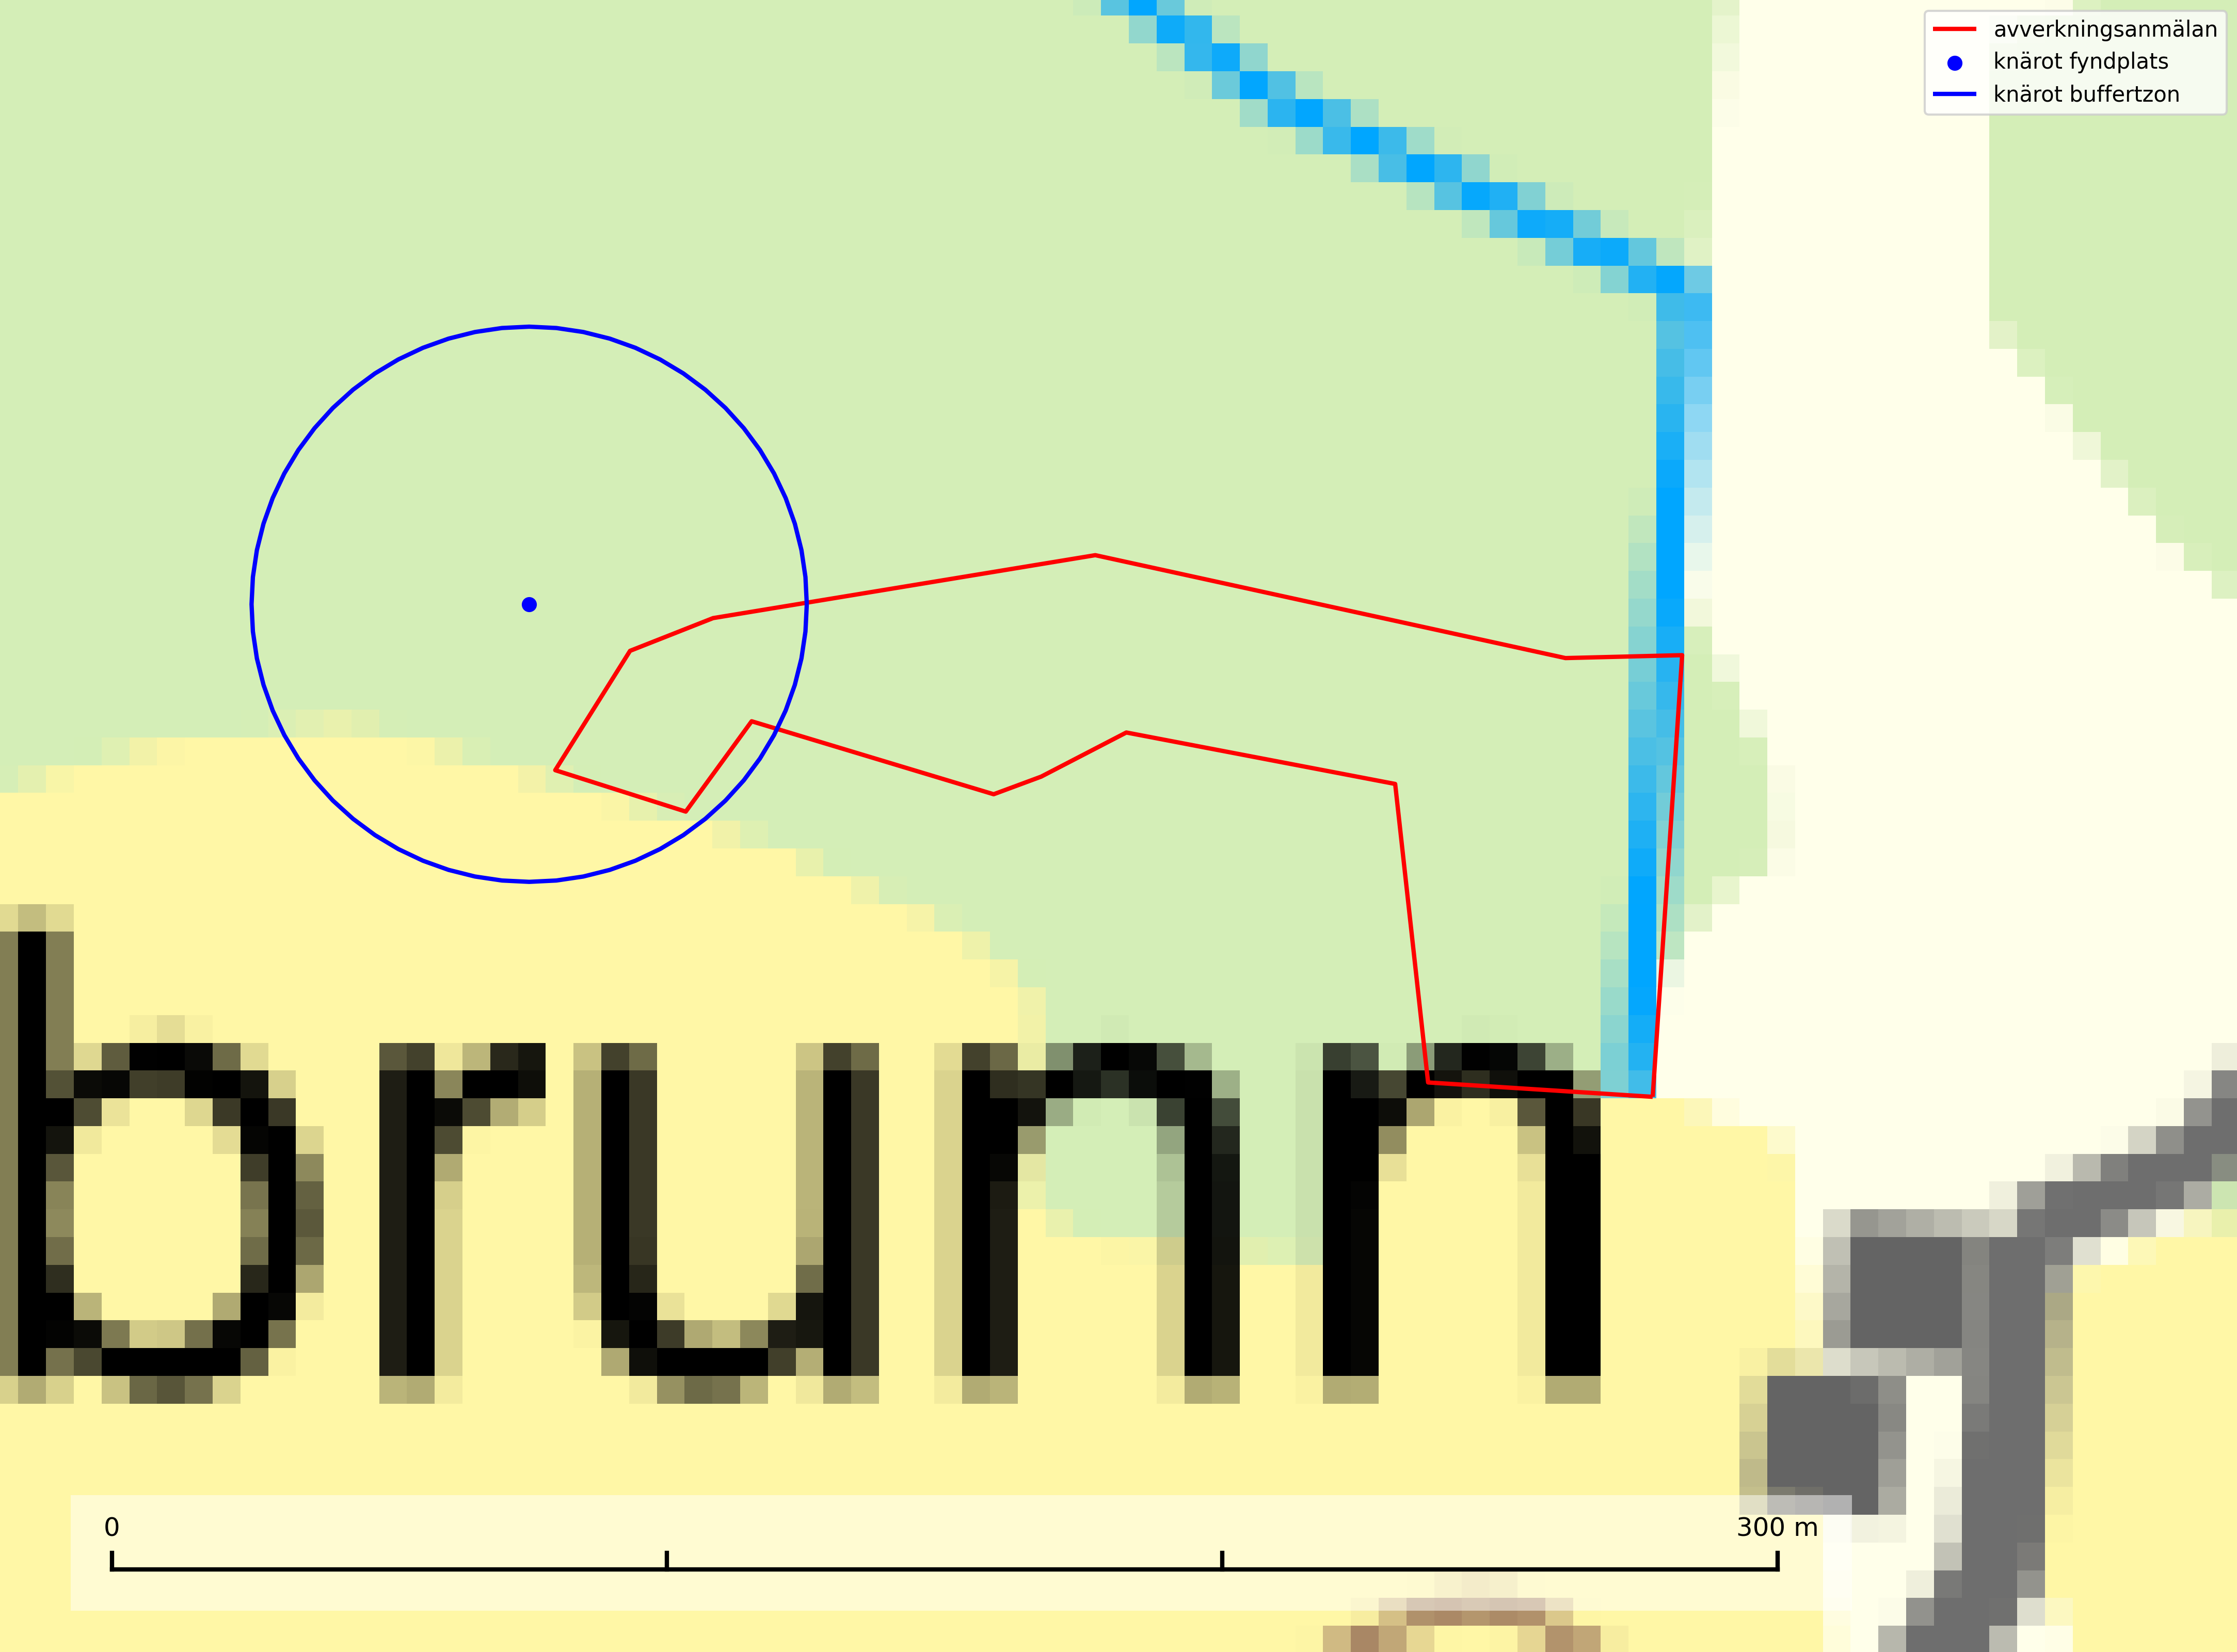 avverkningsanmälan
knärot fyndplats
knärot buffertzon
brunn
0 300 m